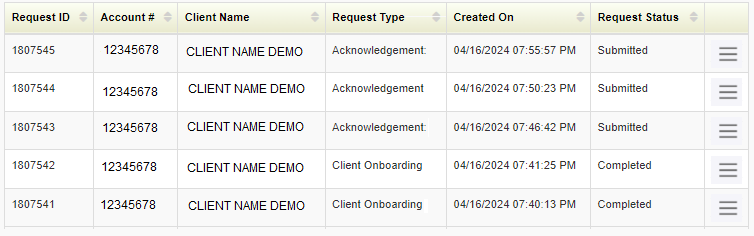 Request ID Account # Client Name Request Type Created On Request Status
1807545 12345678 CLIENT NAME DEMO Acknowledgement: 04/16/2024 07:55:57 PM Submitted
1807544 12345678 CLIENT NAME DEMO Acknowledgement 04/16/2024 07:50:23 PM Submitted
1807543 12345678 CLIENT NAME DEMO Acknowledgement: 04/16/2024 07:46:42 PM Submitted
1807542 12345678 CLIENT NAME DEMO Client Onboarding 04/16/2024 07:41:25 PM Completed
1807541 12345678 CLIENT NAME DEMO Client Onboarding 04/16/2024 07:40:13 PM Completed